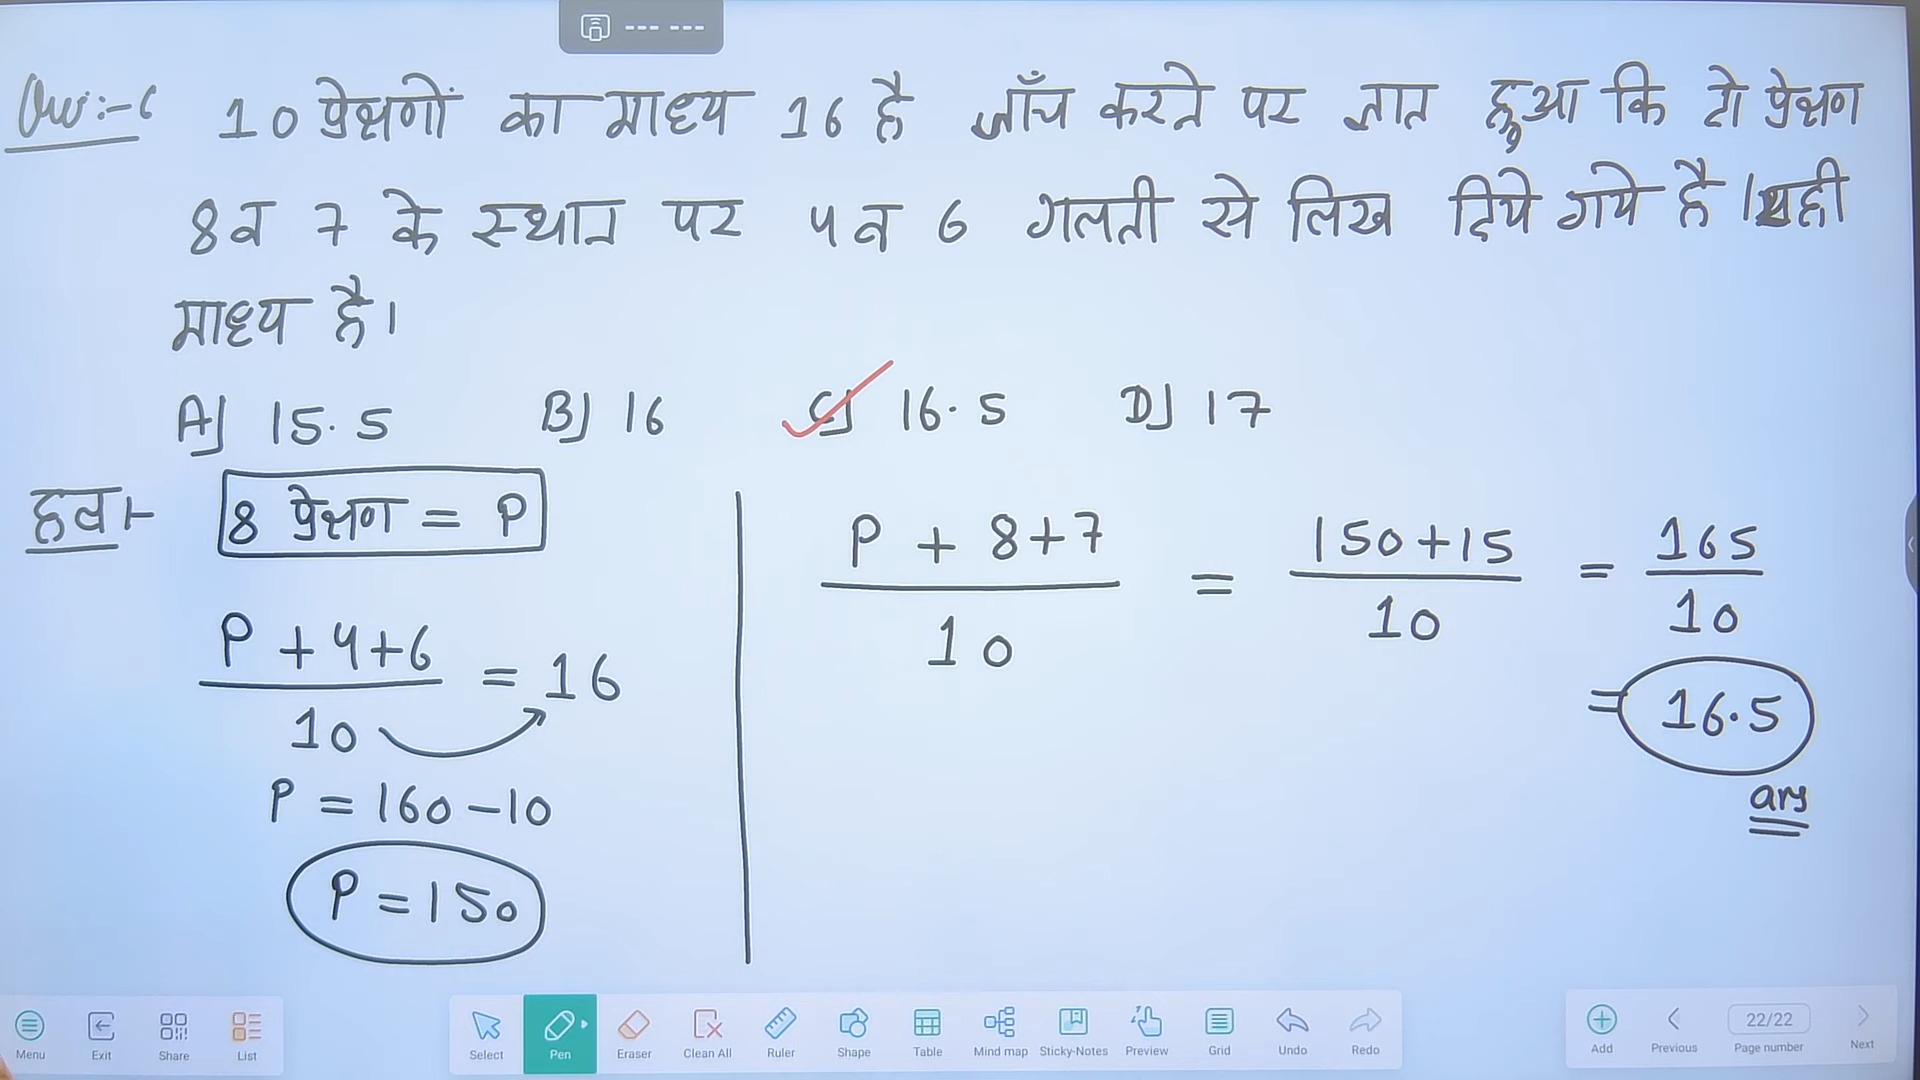 --- ---
Que:-6 10 प्रेक्षणों का माध्य 16 है जाँच करने पर ज्ञात हुआ कि दो प्रेक्षण
8 व 7 के स्थान पर 4 व 6 गलती से लिख दिये गये है। सही
माध्य है।
A] 15.5 B] 16 C] 16.5 D] 17
हल:-
8 प्रेक्षण = P
P + 4+6
10
= 16
P = 160-10
P = 150
P + 8+7
10
=
150+15
10
=
165
10
= 16.5
ans
Menu Exit Share List
Select Pen Eraser Clean All Ruler Shape Table Mind map Sticky-Notes Preview Grid Undo Redo
Add Previous 22/22 Page number Next